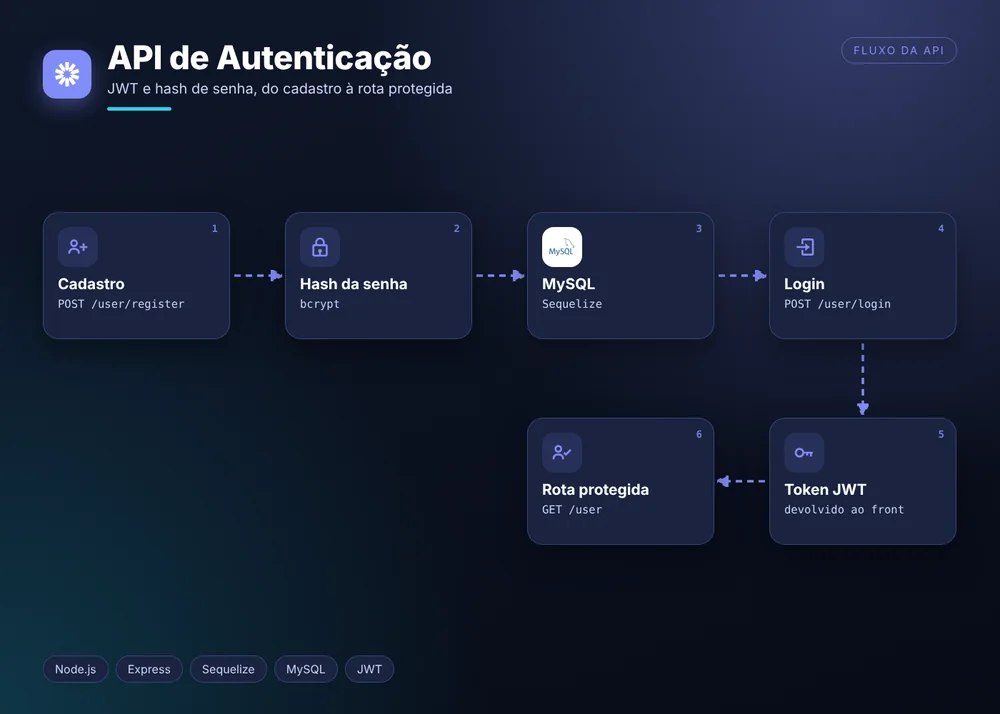 API de Autenticação
JWT e hash de senha, do cadastro à rota protegida
FLUXO DA API
1
Cadastro
POST /user/register
2
Hash da senha
bcrypt
3
MySQL
MySQL
Sequelize
4
Login
POST /user/login
5
Token JWT
devolvido ao front
6
Rota protegida
GET /user
Node.js
Express
Sequelize
MySQL
JWT